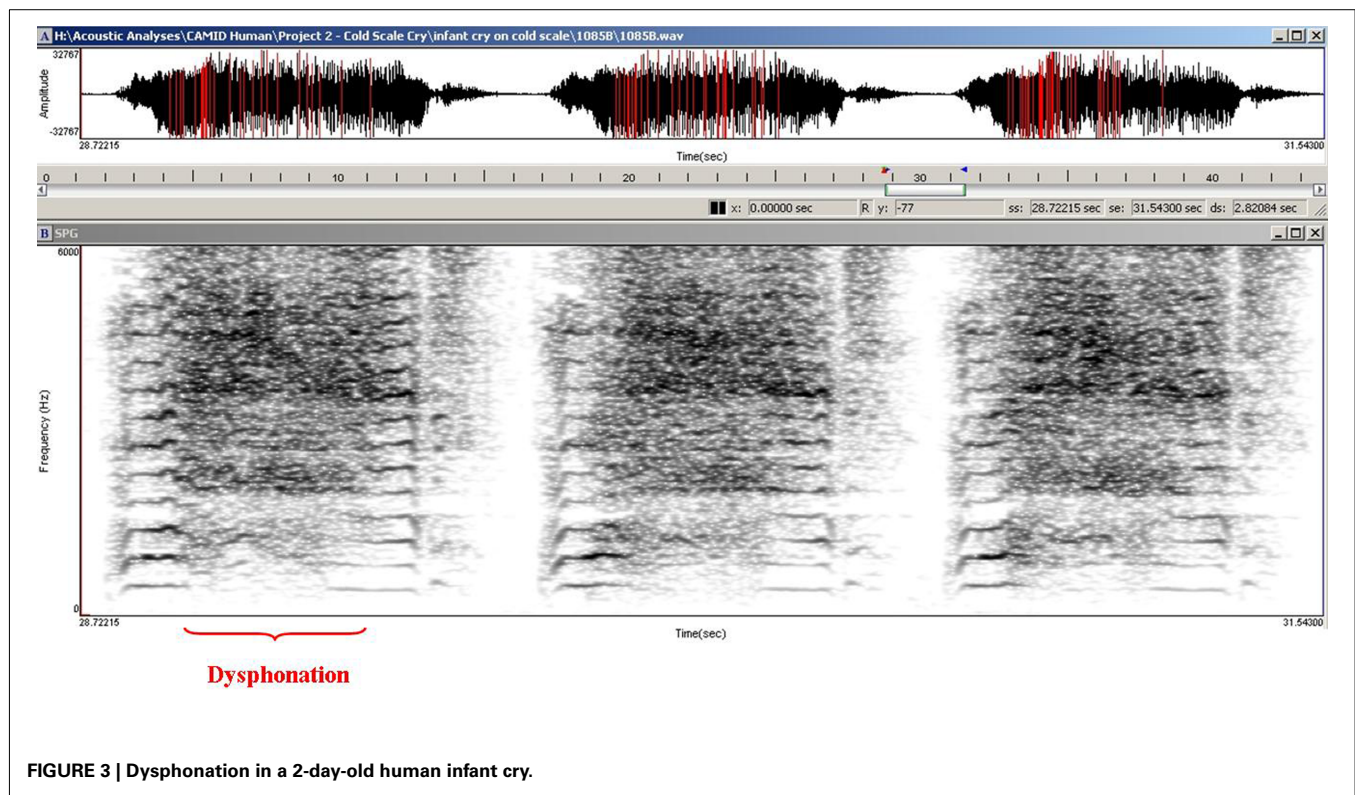 A H:\Acoustic Analyses\CAMID Human\Project 2 - Cold Scale Cry\infant cry on cold scale\1085B\1085B.wav
32767
Amplitude
-32767
28.72215 31.54300
Time(sec)
0 10 20 30 40
x: 0.00000 sec R y: -77 ss: 28.72215 sec se: 31.54300 sec ds: 2.82084 sec
B SPG
6000
Frequency (Hz)
0
28.72215 31.54300
Time(sec)
Dysphonation
FIGURE 3 | Dysphonation in a 2-day-old human infant cry.